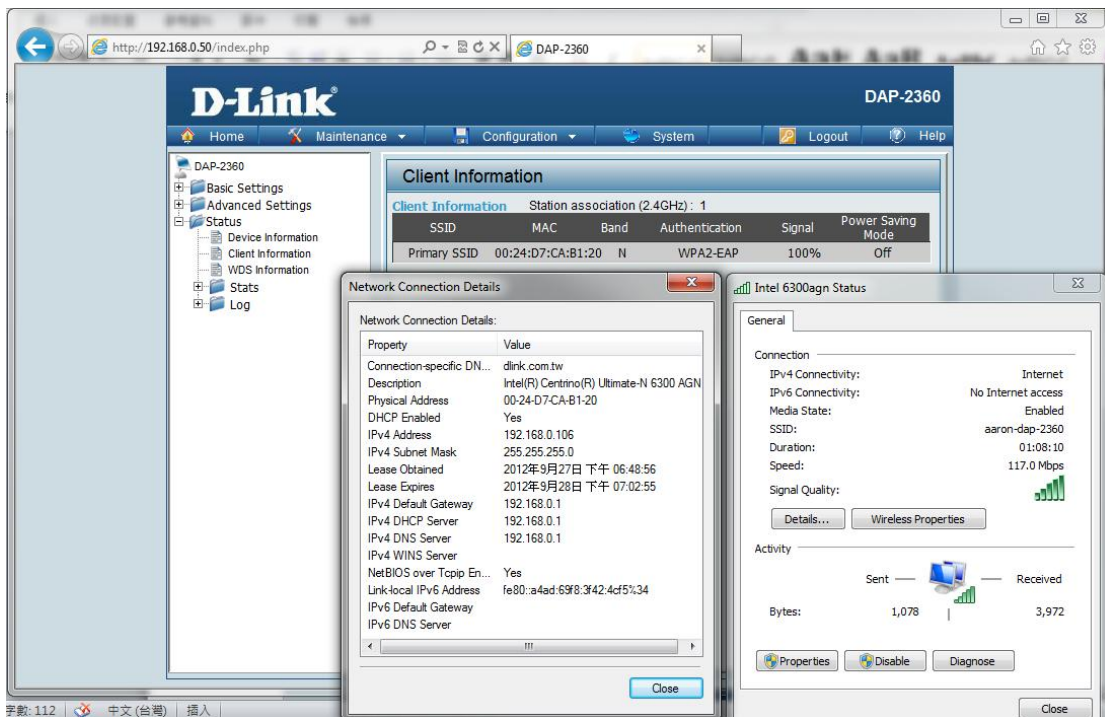 http://192.168.0.50/index.php
DAP-2360
D-Link
DAP-2360
Home Maintenance Configuration System Logout Help
DAP-2360
Basic Settings
Advanced Settings
Status
Device Information
Client Information
WDS Information
Stats
Log
Client Information
Client Information Station association (2.4GHz) : 1
SSID MAC Band Authentication Signal Power Saving Mode
Primary SSID 00:24:D7:CA:B1:20 N WPA2-EAP 100% Off
Network Connection Details
Network Connection Details:
Property Value
Connection-specific DN... dlink.com.tw
Description Intel(R) Centrino(R) Ultimate-N 6300 AGN
Physical Address 00-24-D7-CA-B1-20
DHCP Enabled Yes
IPv4 Address 192.168.0.106
IPv4 Subnet Mask 255.255.255.0
Lease Obtained 2012年9月27日 下午 06:48:56
Lease Expires 2012年9月28日 下午 07:02:55
IPv4 Default Gateway 192.168.0.1
IPv4 DHCP Server 192.168.0.1
IPv4 DNS Server 192.168.0.1
IPv4 WINS Server
NetBIOS over Tcpip En... Yes
Link-local IPv6 Address fe80::a4ad:69f8:3f42:4cf5%34
IPv6 Default Gateway
IPv6 DNS Server
Close
Intel 6300agn Status
General
Connection
IPv4 Connectivity: Internet
IPv6 Connectivity: No Internet access
Media State: Enabled
SSID: aaron-dap-2360
Duration: 01:08:10
Speed: 117.0 Mbps
Signal Quality:
Details... Wireless Properties
Activity
Sent Received
Bytes: 1,078 3,972
Properties Disable Diagnose
Close
字數: 112 中文 (台灣) 插入